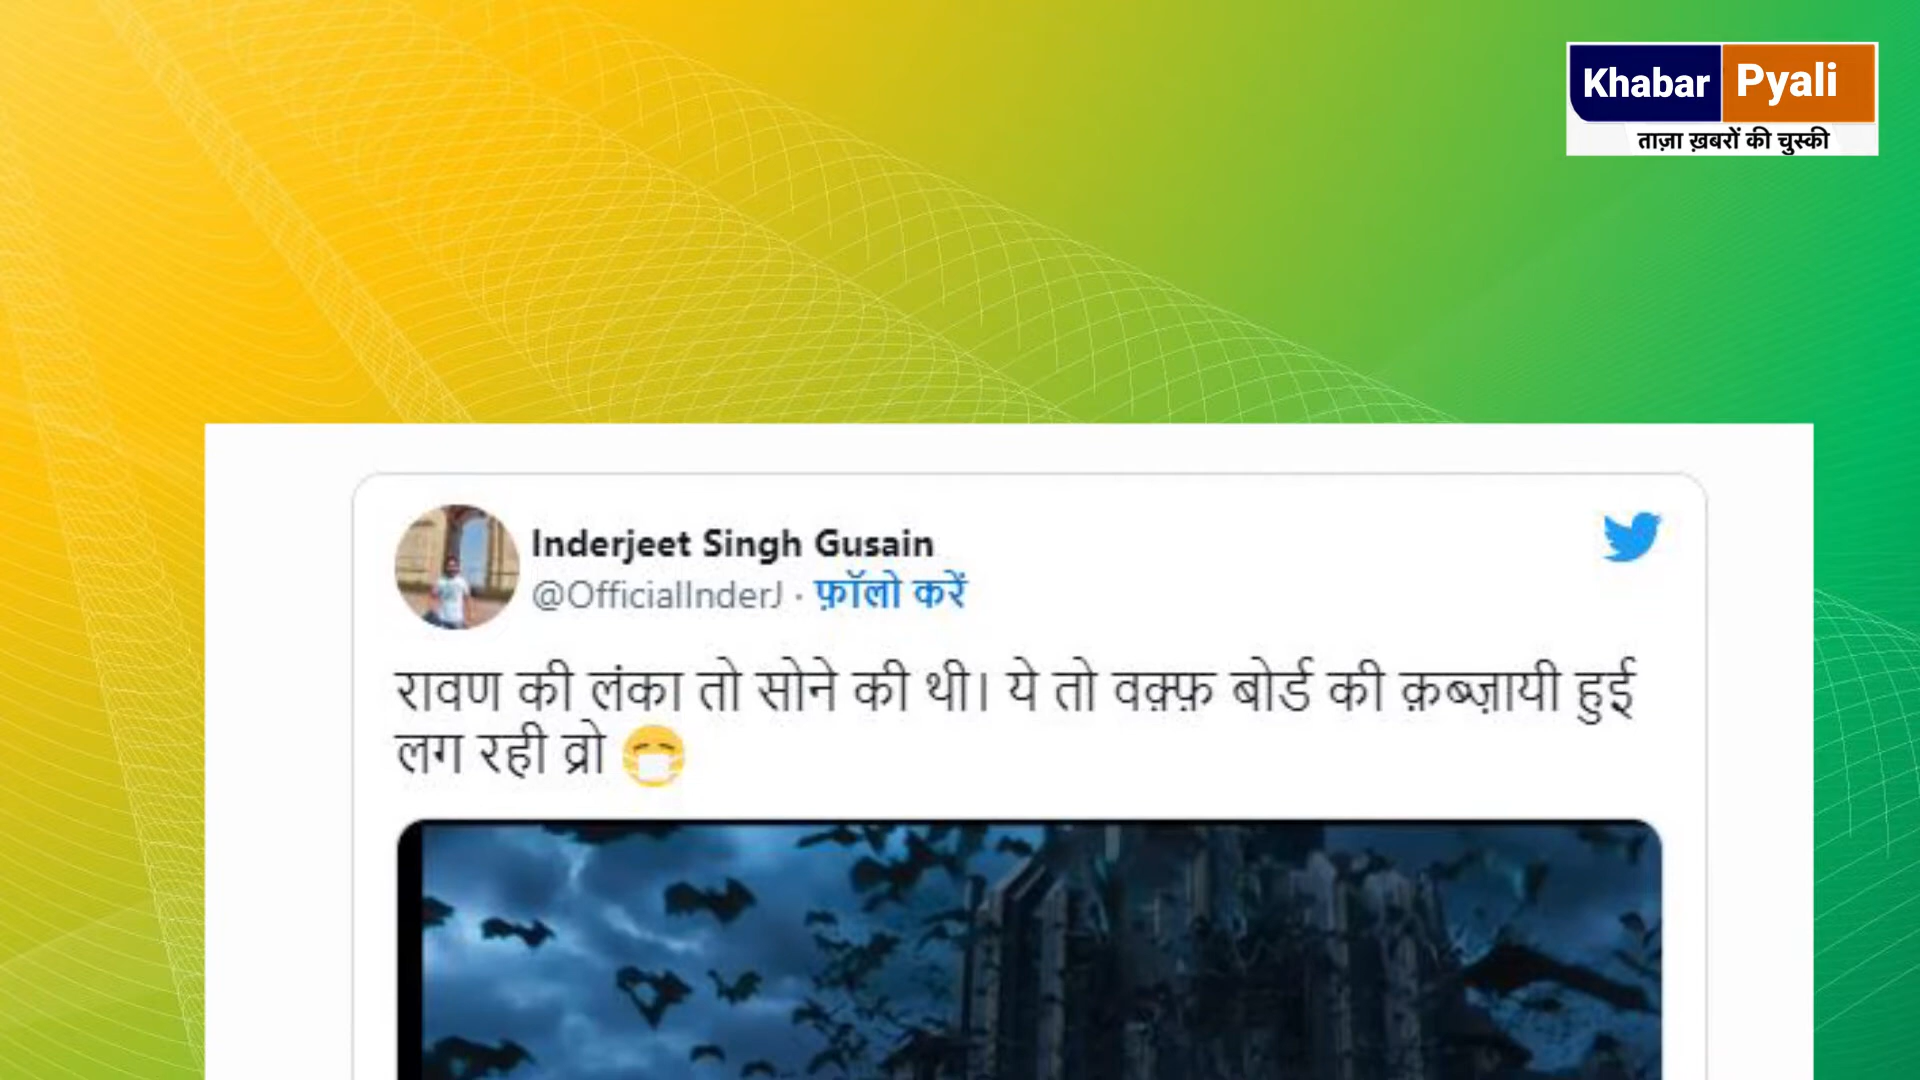 Khabar Pyali
ताज़ा ख़बरों की चुस्की
Inderjeet Singh Gusain
@OfficialInderJ · फ़ॉलो करें
रावण की लंका तो सोने की थी। ये तो वक़्फ़ बोर्ड की क़ब्ज़ायी हुई
लग रही व्रो 😷